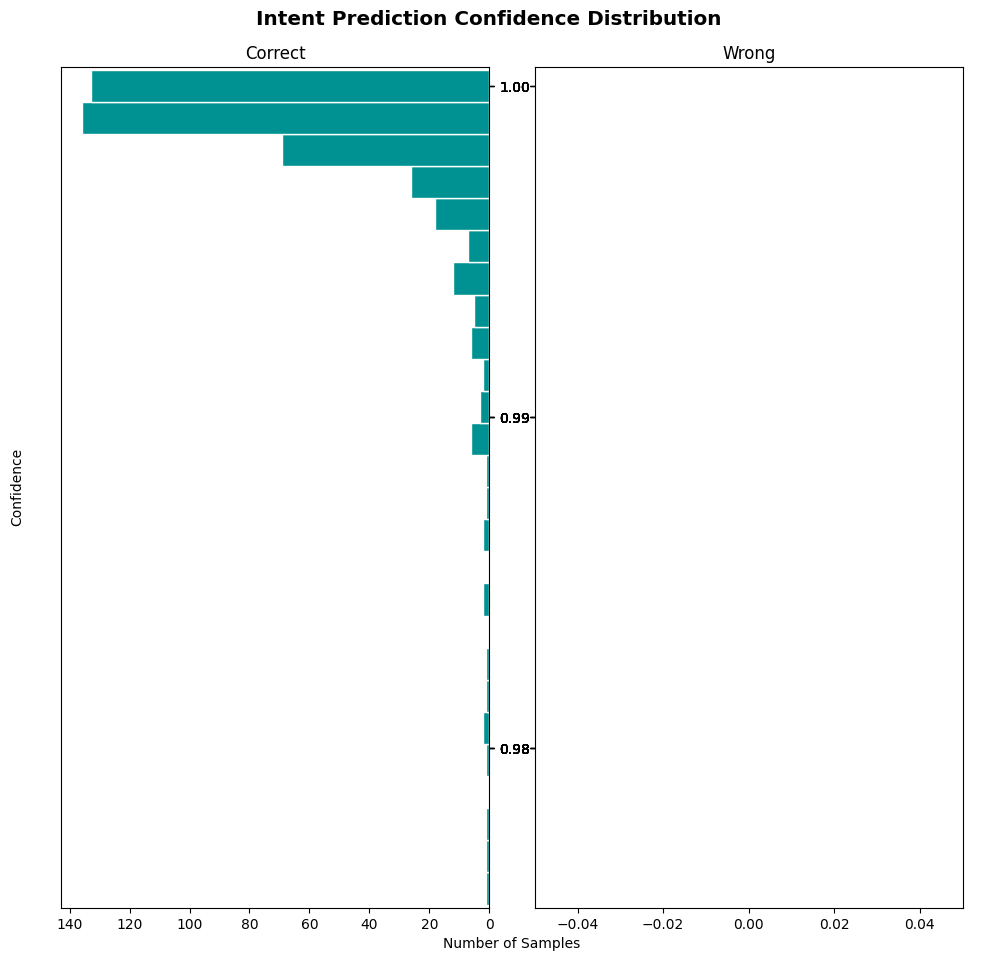 Intent Prediction Confidence Distribution
Correct
Wrong
1.00
0.99
0.98
Confidence
140 120 100 80 60 40 20 0
−0.04 −0.02 0.00 0.02 0.04
Number of Samples